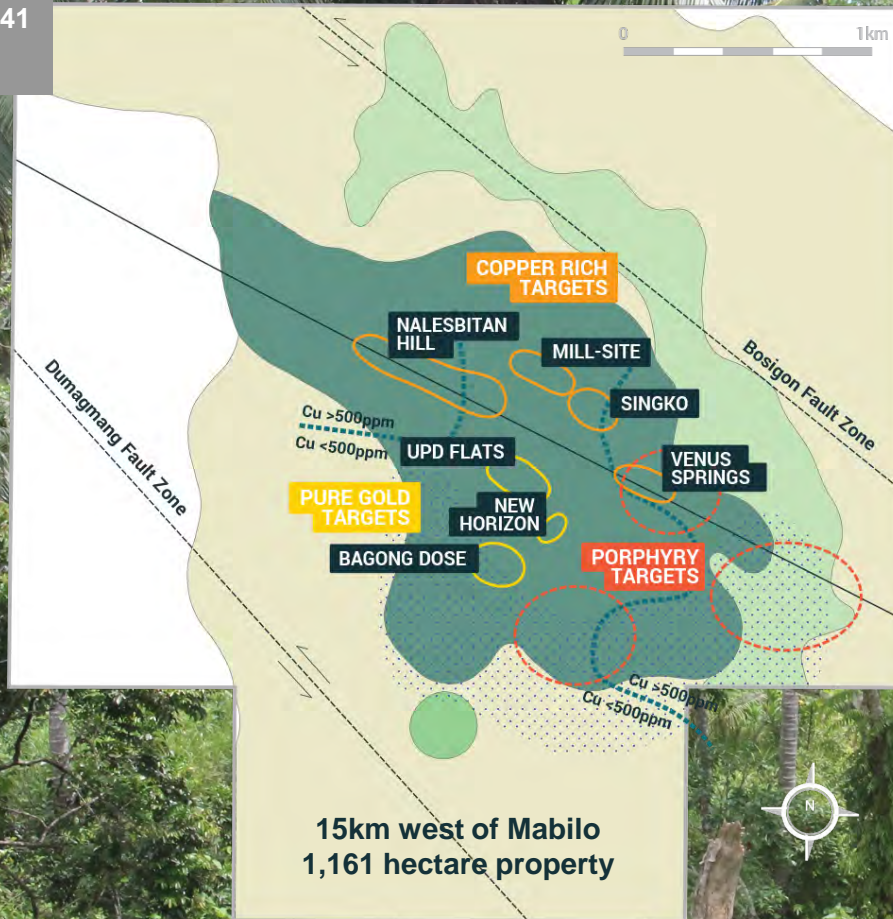 41
0 1km
COPPER RICH
TARGETS
NALESBITAN
HILL
MILL-SITE
Bosigon Fault Zone
Dumagmang Fault Zone
SINGKO
Cu >500ppm
Cu <500ppm
UPD FLATS
VENUS
SPRINGS
PURE GOLD
TARGETS
NEW
HORIZON
BAGONG DOSE
PORPHYRY
TARGETS
Cu >500ppm
Cu <500ppm
N
15km west of Mabilo
1,161 hectare property